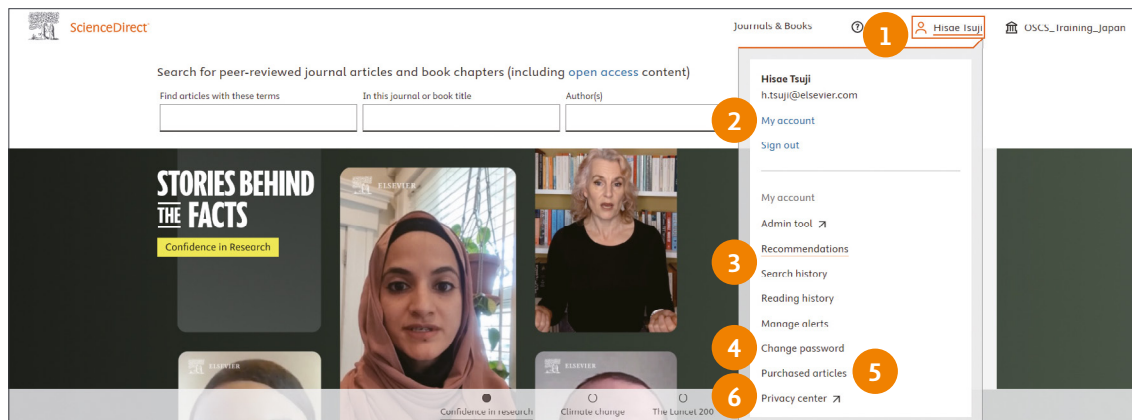 ScienceDirect
Journals & Books
?
1
Hisae Tsuji
OSCS_Training_Japan
Search for peer-reviewed journal articles and book chapters (including open access content)
Find articles with these terms
In this journal or book title
Author(s)
Hisae Tsuji
h.tsuji@elsevier.com
2
My account
Sign out
STORIES BEHIND
THE FACTS
Confidence in Research
ELSEVIER
My account
Admin tool
Recommendations
3
Search history
Reading history
Manage alerts
4
Change password
Purchased articles
5
6
Privacy center
ELSEVIER
ELSEVIER
Confidence in research
Climate change
The Lancet 200